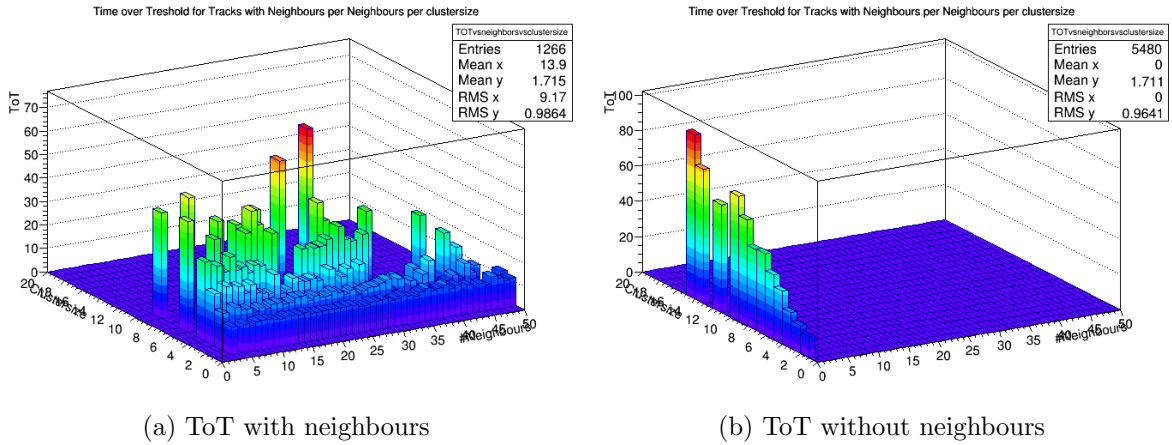 Time over Treshold for Tracks with Neighbours per Neighbours per clustersize
TOTvsneighborsvsclustersize
Entries 1266
Mean x 13.9
Mean y 1.715
RMS x 9.17
RMS y 0.9864
ToT
70
60
50
40
30
20
10
0
20
18
16
14
12
10
8
6
4
2
0
Clustersize
0
5
10
15
20
25
30
35
40
45
50
#Neighbours
(a) ToT with neighbours
Time over Treshold for Tracks with Neighbours per Neighbours per clustersize
TOTvsneighborsvsclustersize
Entries 5480
Mean x 0
Mean y 1.711
RMS x 0
RMS y 0.9641
ToT
100
80
60
40
20
0
20
18
16
14
12
10
8
6
4
2
0
Clustersize
0
5
10
15
20
25
30
35
40
45
50
#Neighbours
(b) ToT without neighbours